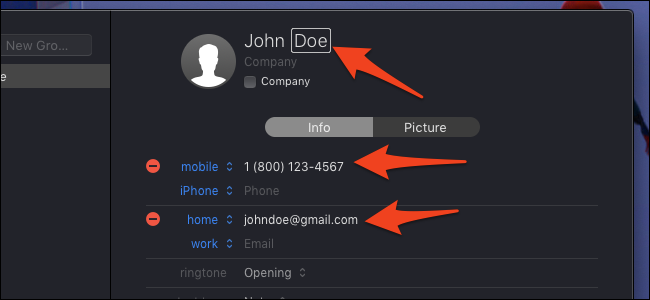 New Gro...
e
John Doe
Company
Company
Info Picture
mobile 1 (800) 123-4567
iPhone Phone
home johndoe@gmail.com
work Email
ringtone Opening